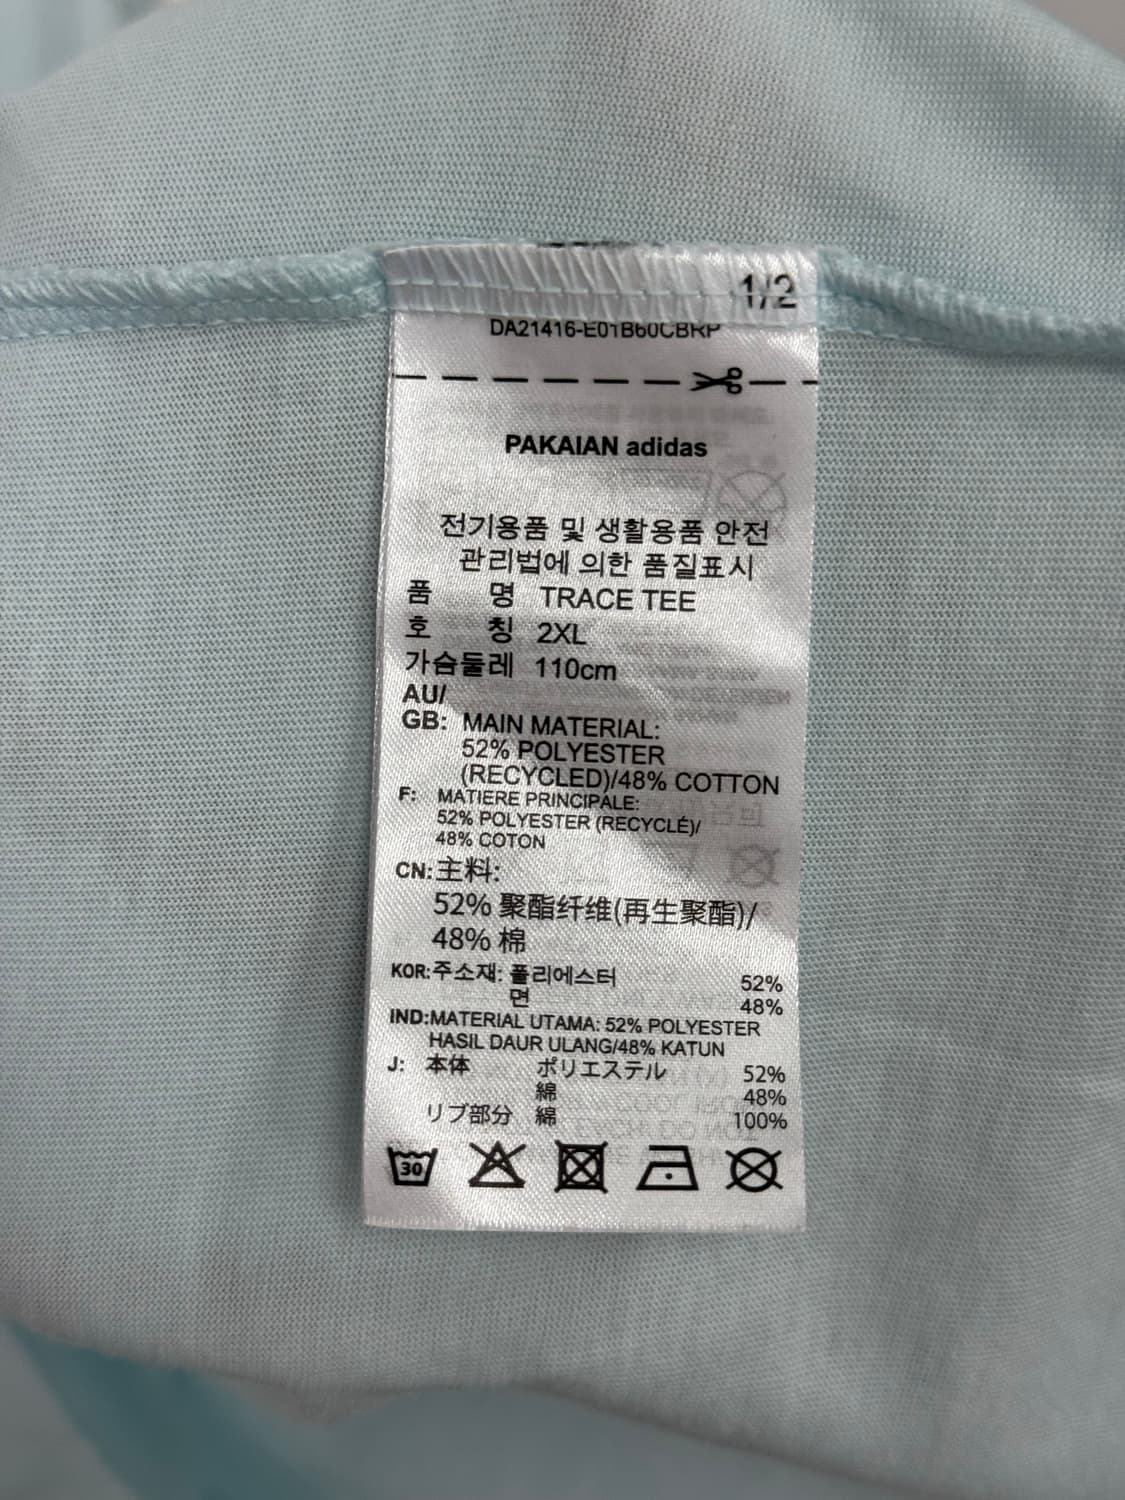 1/2
DA21416-E01B60CBRP
PAKAIAN adidas
전기용품 및 생활용품 안전
관리법에 의한 품질표시
품 명 TRACE TEE
호 칭 2XL
가슴둘레 110cm
AU/
GB: MAIN MATERIAL:
52% POLYESTER
(RECYCLED)/48% COTTON
F: MATIERE PRINCIPALE:
52% POLYESTER (RECYCLÉ)/
48% COTON
CN: 主料:
52% 聚酯纤维(再生聚酯)/
48% 棉
KOR: 주소재: 폴리에스터 52%
면 48%
IND: MATERIAL UTAMA: 52% POLYESTER
HASIL DAUR ULANG/48% KATUN
J: 本体 ポリエステル 52%
綿 48%
リブ部分 綿 100%
30